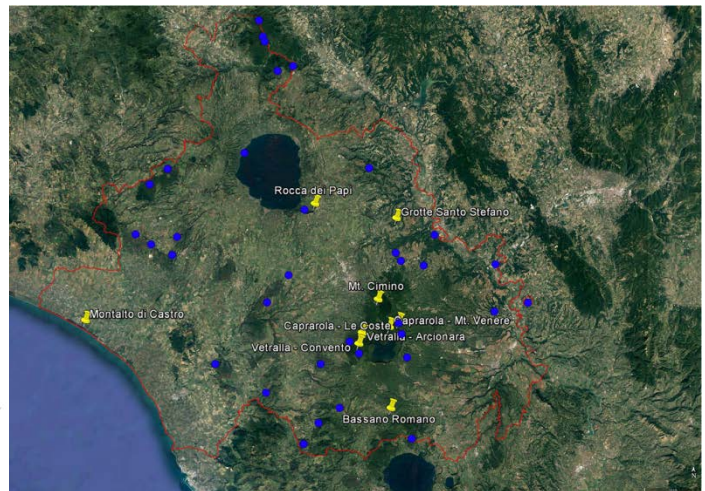 Rocca dei Papi
Grotte Santo Stefano
Mt. Cimino
Montalto di Castro
Caprarola - Le Coste
Caprarola - Mt. Venere
Vetralla - Arcionara
Vetralla - Convento
Bassano Romano
N